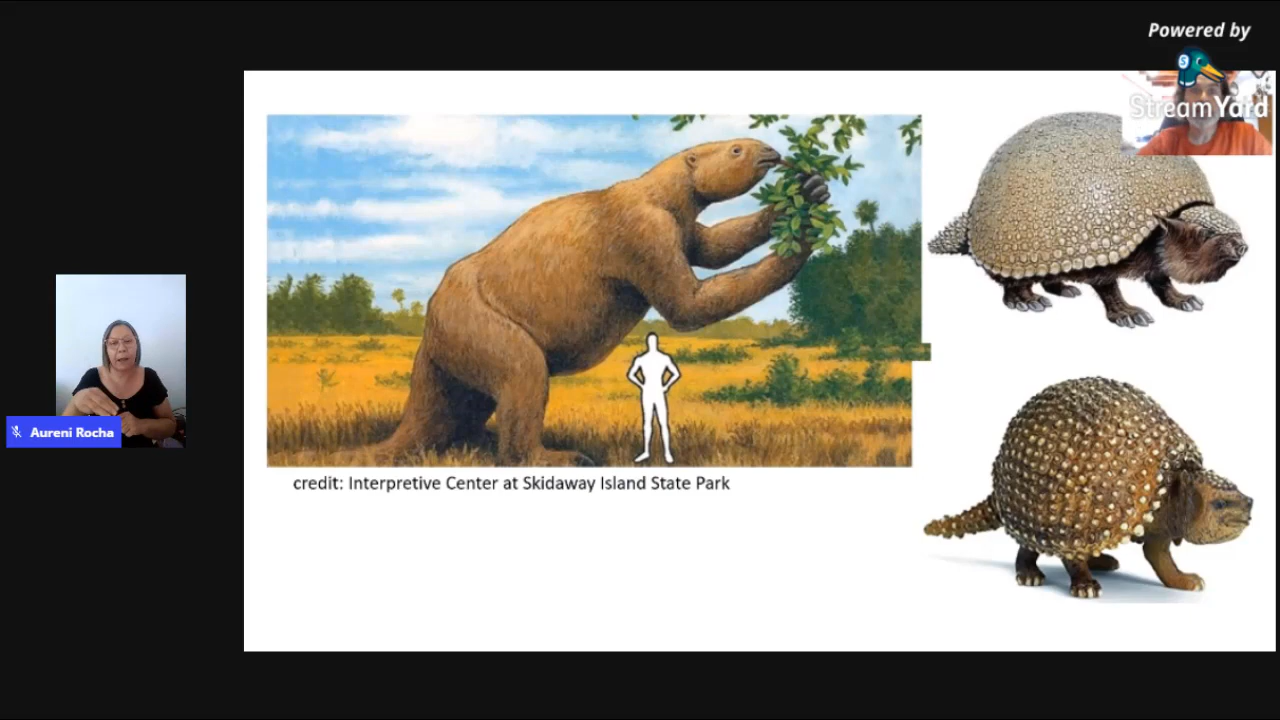 Powered by
StreamYard
Aureni Rocha
credit: Interpretive Center at Skidaway Island State Park